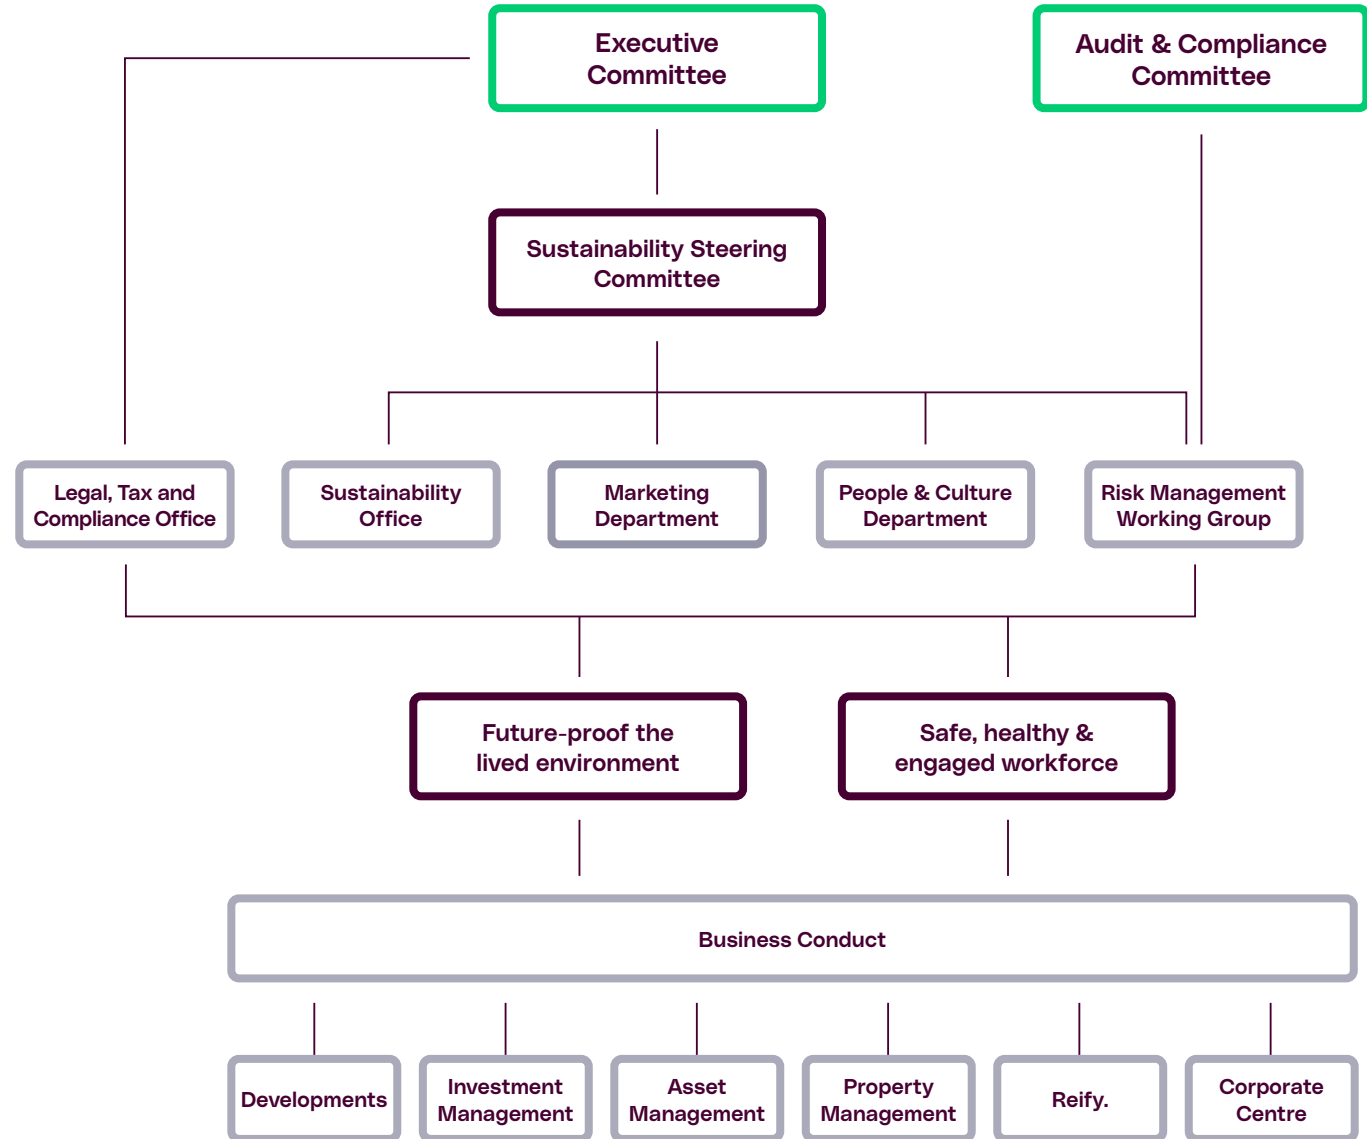 Executive
Committee
Audit & Compliance
Committee
Sustainability Steering
Committee
Legal, Tax and
Compliance Office
Sustainability
Office
Marketing
Department
People & Culture
Department
Risk Management
Working Group
Future-proof the
lived environment
Safe, healthy &
engaged workforce
Business Conduct
Developments
Investment
Management
Asset
Management
Property
Management
Reify.
Corporate
Centre